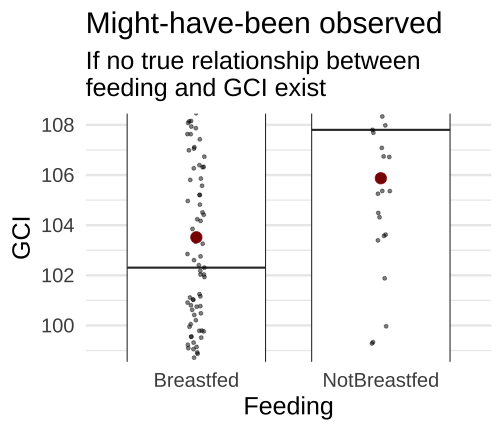 Might-have-been observed
If no true relationship between
feeding and GCI exist
108
106
104
102
100
GCI
Breastfed NotBreastfed
Feeding